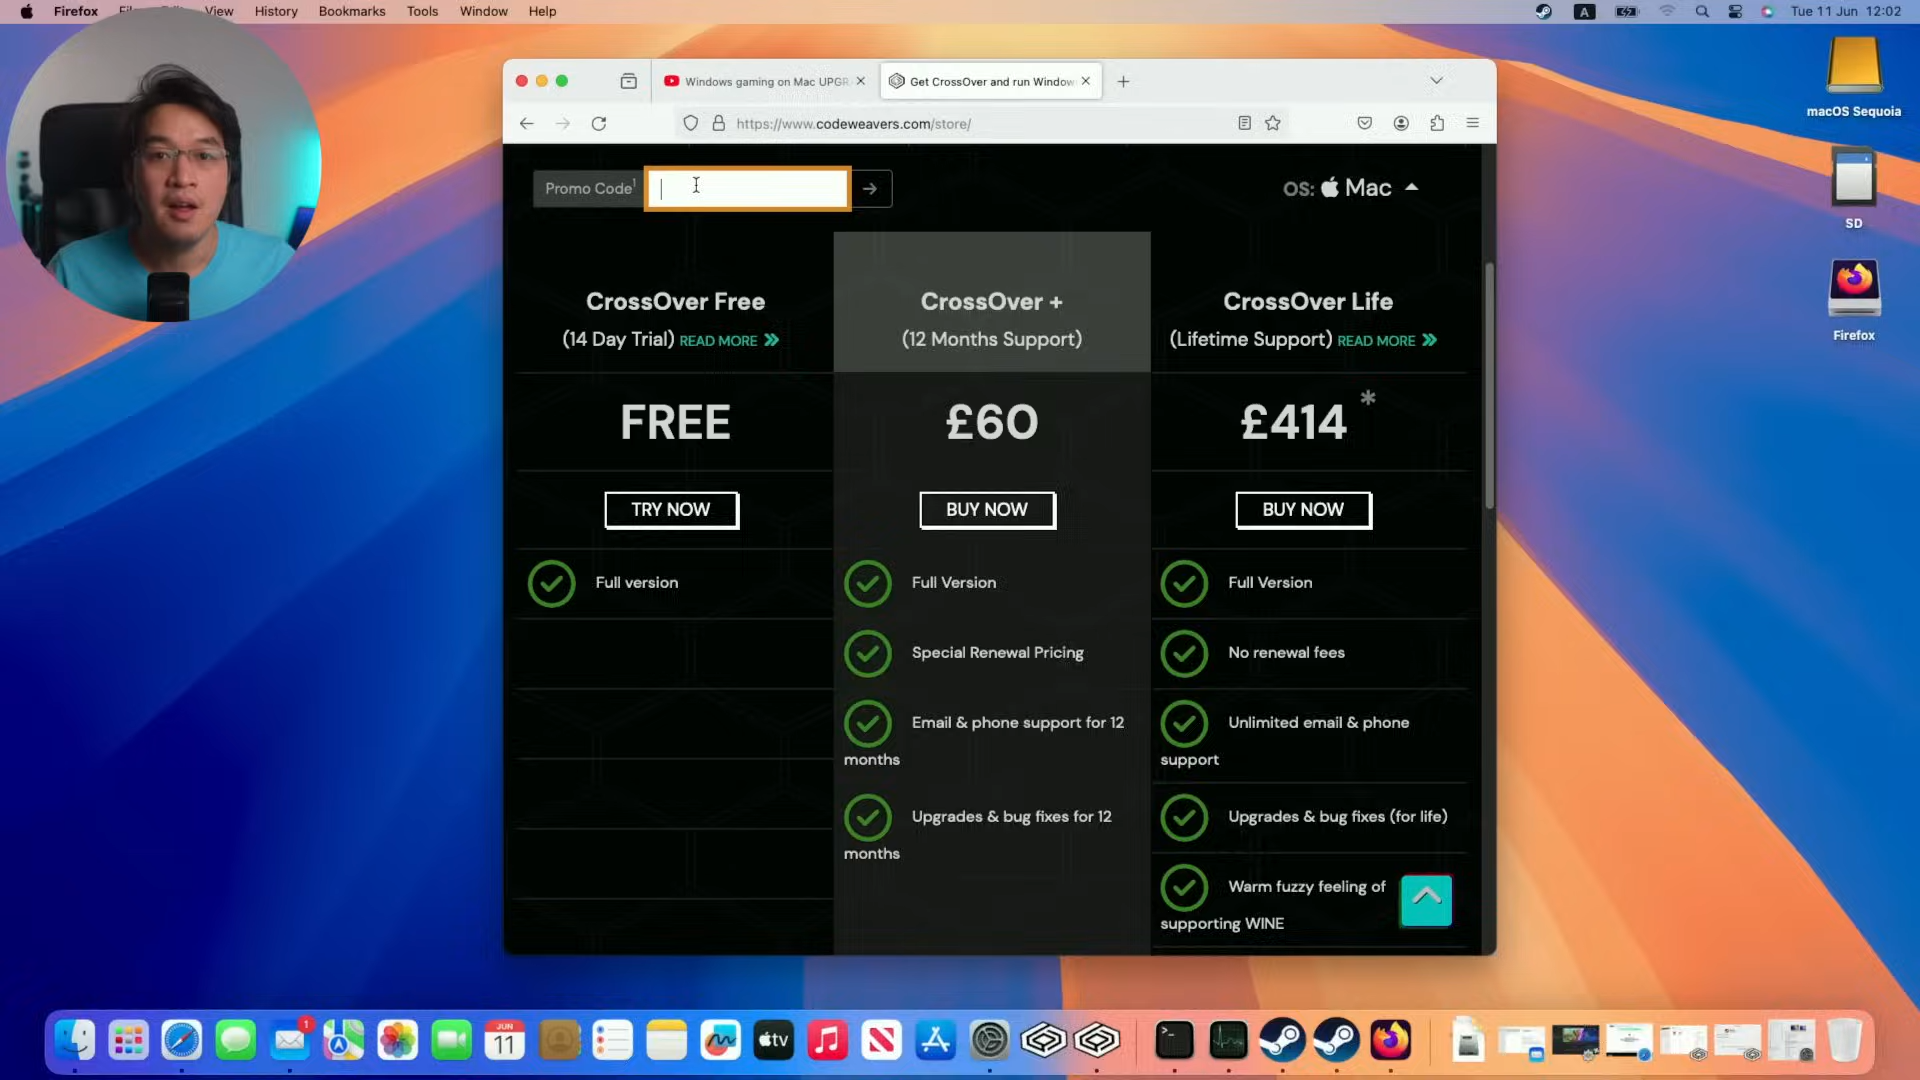 Firefox
View
History
Bookmarks
Tools
Window
Help
A
Tue 11 Jun 12:02
Windows gaming on Mac UPGR
Get CrossOver and run Window
https://www.codeweavers.com/store/
macOS Sequoia
SD
Firefox
Promo Code1
OS: Mac
CrossOver Free
(14 Day Trial) READ MORE
FREE
TRY NOW
Full version
CrossOver +
(12 Months Support)
£60
BUY NOW
Full Version
Special Renewal Pricing
Email & phone support for 12
months
Upgrades & bug fixes for 12
months
CrossOver Life
(Lifetime Support) READ MORE
£414 *
BUY NOW
Full Version
No renewal fees
Unlimited email & phone
support
Upgrades & bug fixes (for life)
Warm fuzzy feeling of
supporting WINE
1
JUN
11
tv